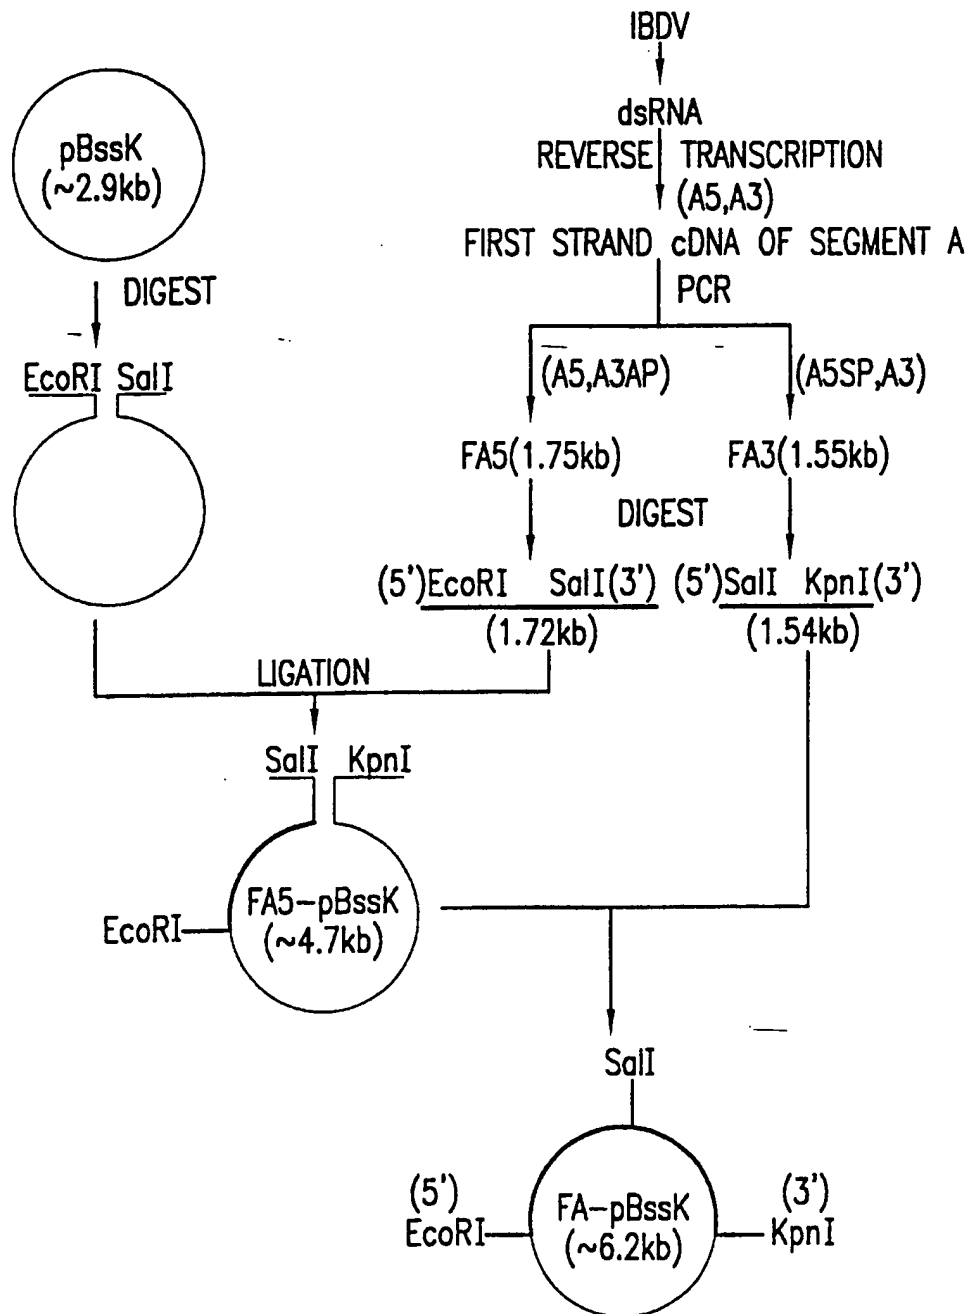 IBDV
dsRNA
REVERSE TRANSCRIPTION
(A5,A3)
FIRST STRAND cDNA OF SEGMENT A
PCR
pBssK
(~2.9kb)
DIGEST
EcoRI SalI
(A5,A3AP)
(A5SP,A3)
FA5(1.75kb)
FA3(1.55kb)
DIGEST
(5')EcoRI SalI(3')
(1.72kb)
(5')SalI KpnI(3')
(1.54kb)
LIGATION
SalI KpnI
EcoRI
FA5-pBssK
(~4.7kb)
SalI
(5')
EcoRI
FA-pBssK
(~6.2kb)
(3')
KpnI